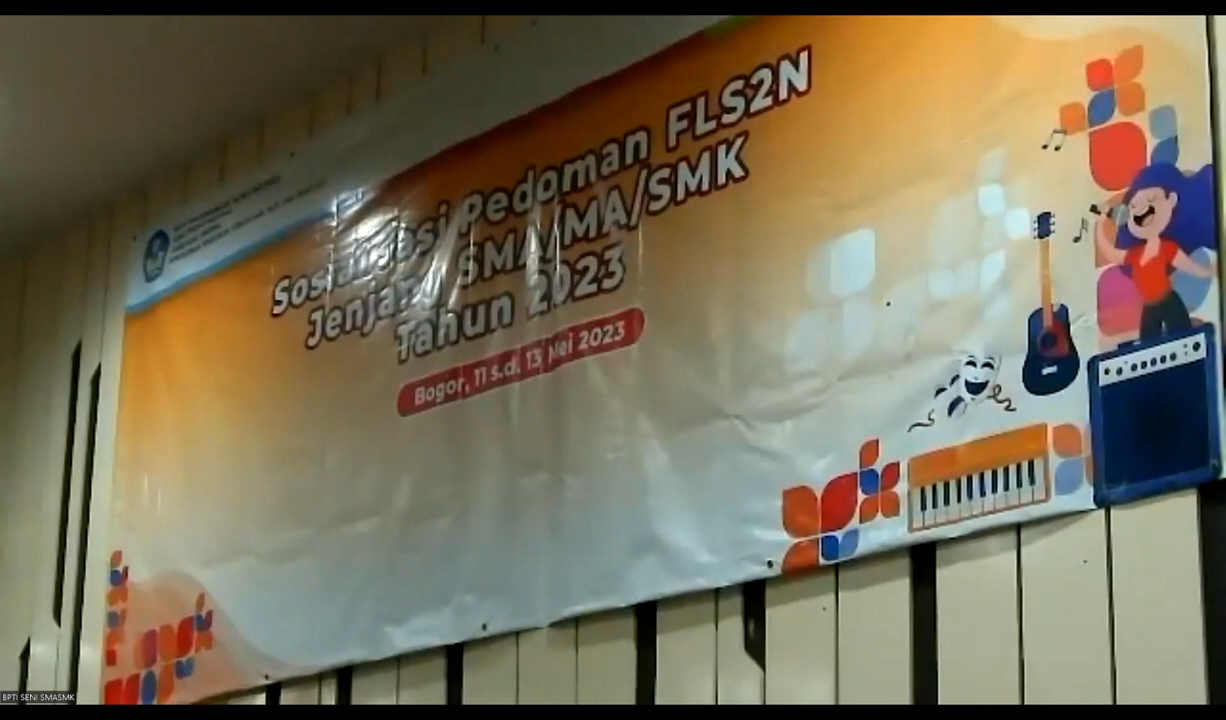 Sosialisasi Pedoman FLS2N
Jenjang SMA/MA/SMK
Tahun 2023
Bogor, 11 s.d. 13 Mei 2023
BPTI SENI SMASMK